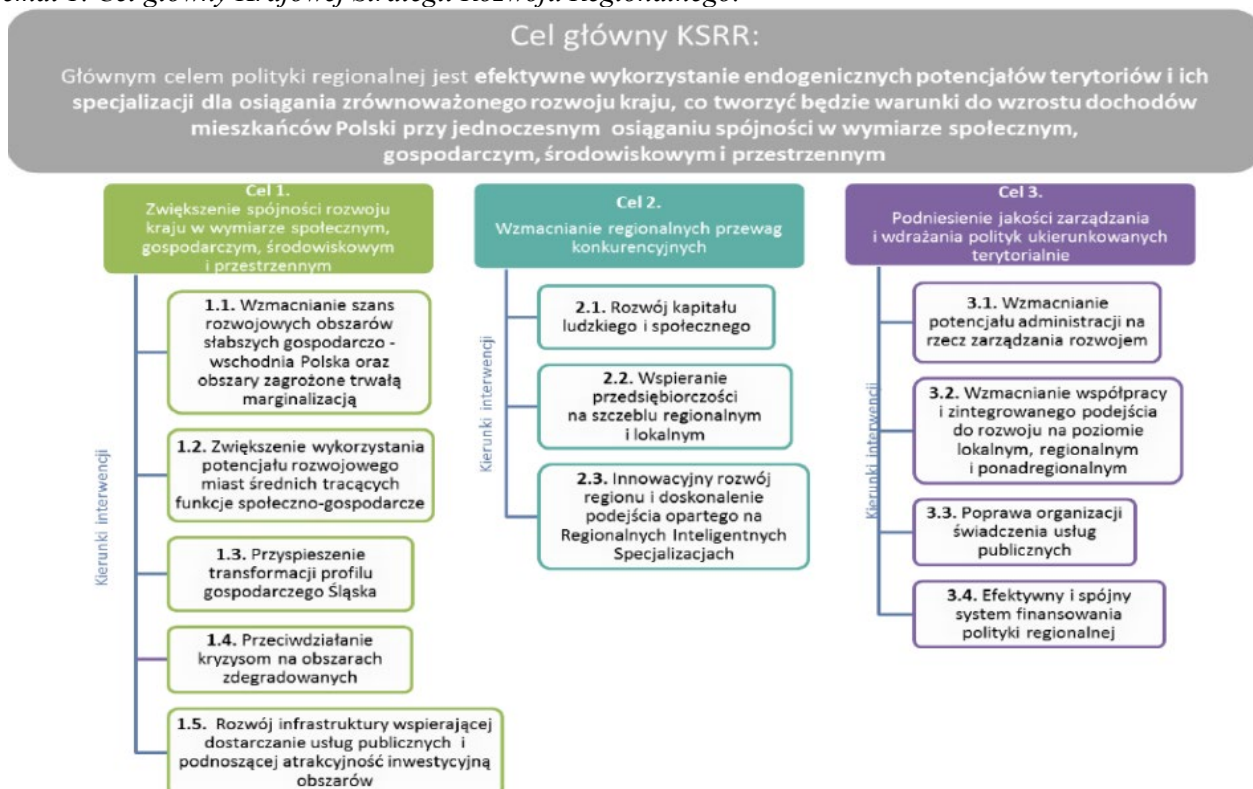 Cel główny Krajowej Strategii Rozwoju Regionalnego.
Cel główny KSRR:
Głównym celem polityki regionalnej jest efektywne wykorzystanie endogenicznych potencjałów terytoriów i ich
specjalizacji dla osiągania zrównoważonego rozwoju kraju, co tworzyć będzie warunki do wzrostu dochodów
mieszkańców Polski przy jednoczesnym osiąganiu spójności w wymiarze społecznym,
gospodarczym, środowiskowym i przestrzennym
Cel 1.
Zwiększenie spójności rozwoju
kraju w wymiarze społecznym,
gospodarczym, środowiskowym
i przestrzennym
Kierunki interwencji
1.1. Wzmacnianie szans
rozwojowych obszarów
słabszych gospodarczo -
wschodnia Polska oraz
obszary zagrożone trwałą
marginalizacją
1.2. Zwiększenie wykorzystania
potencjału rozwojowego
miast średnich tracących
funkcje społeczno-gospodarcze
1.3. Przyspieszenie
transformacji profilu
gospodarczego Śląska
1.4. Przeciwdziałanie
kryzysom na obszarach
zdegradowanych
1.5. Rozwój infrastruktury wspierającej
dostarczanie usług publicznych i
podnoszącej atrakcyjność inwestycyjną
obszarów
Cel 2.
Wzmacnianie regionalnych przewag
konkurencyjnych
Kierunki interwencji
2.1. Rozwój kapitału
ludzkiego i społecznego
2.2. Wspieranie
przedsiębiorczości
na szczeblu regionalnym
i lokalnym
2.3. Innowacyjny rozwój
regionu i doskonalenie
podejścia opartego na
Regionalnych Inteligentnych
Specjalizacjach
Cel 3.
Podniesienie jakości zarządzania
i wdrażania polityk ukierunkowanych
terytorialnie
Kierunki interwencji
3.1. Wzmacnianie
potencjału administracji na
rzecz zarządzania rozwojem
3.2. Wzmacnianie współpracy
i zintegrowanego podejścia
do rozwoju na poziomie
lokalnym, regionalnym
i ponadregionalnym
3.3. Poprawa organizacji
świadczenia usług
publicznych
3.4. Efektywny i spójny
system finansowania
polityki regionalnej